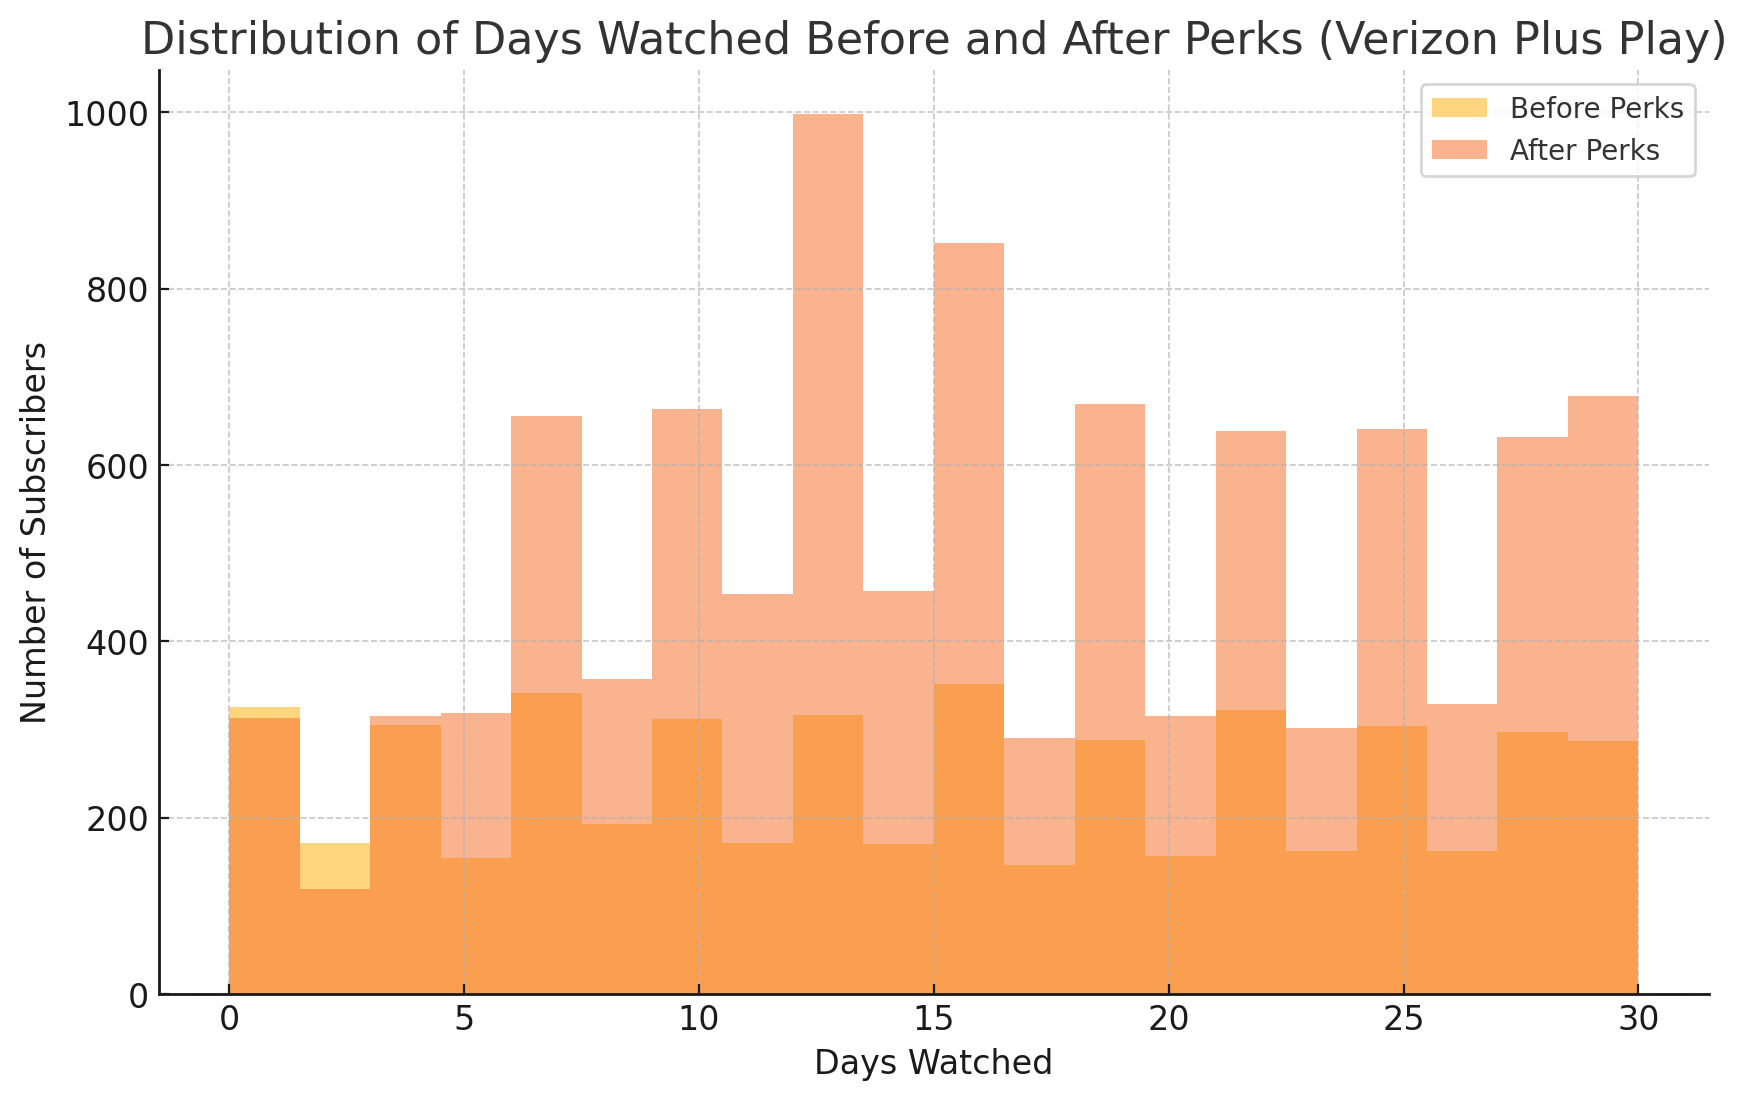 Distribution of Days Watched Before and After Perks (Verizon Plus Play)
Before Perks
After Perks
Number of Subscribers
1000
800
600
400
200
0
0 5 10 15 20 25 30
Days Watched